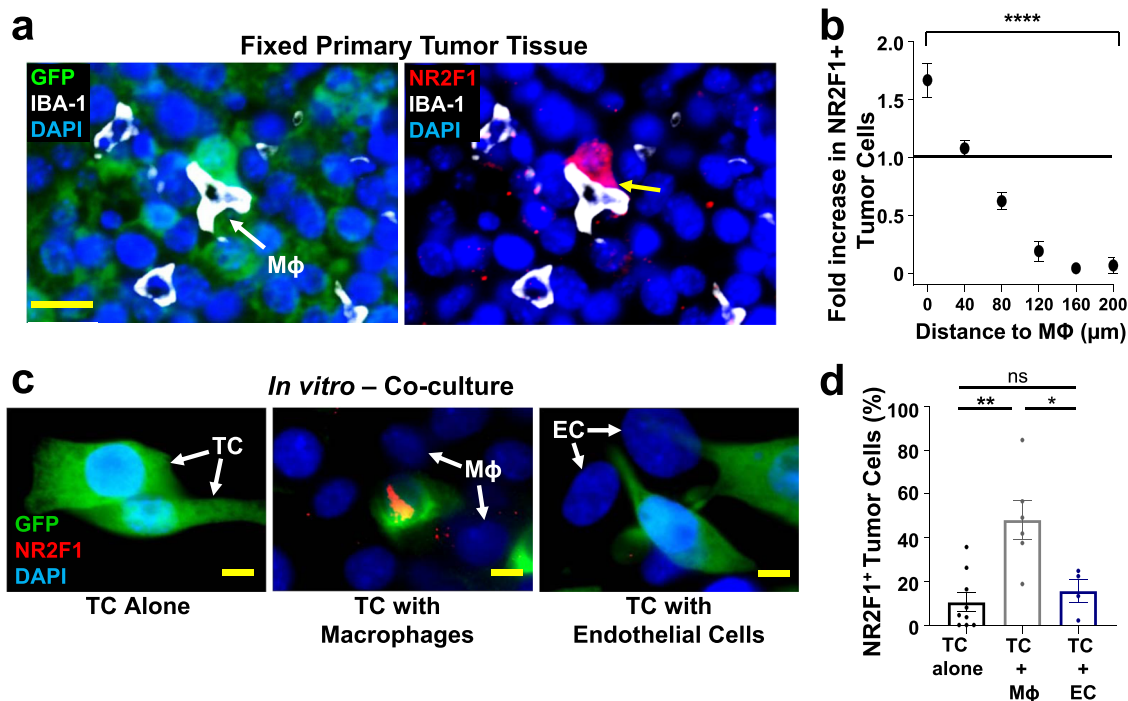 a
Fixed Primary Tumor Tissue
GFP
IBA-1
DAPI
Mϕ
NR2F1
IBA-1
DAPI
b
****
Fold increase in NR2F1+
Tumor Cells
2.0
1.5
1.0
0.5
0
0 40 80 120 160 200
Distance to MΦ (µm)
c
In vitro – Co-culture
TC
GFP
NR2F1
DAPI
TC Alone
Mϕ
TC with
Macrophages
EC
TC with
Endothelial Cells
d
ns
** *
NR2F1⁺ Tumor Cells (%)
100
80
60
40
20
0
TC TC TC
alone + +
Mϕ EC